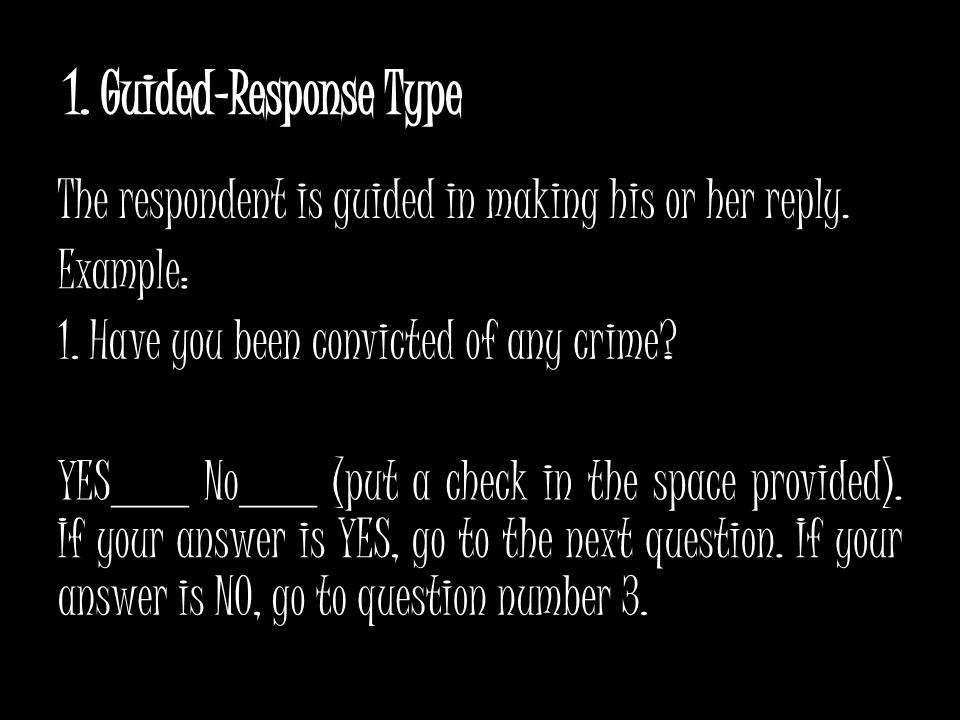 1. Guided-Response Type
The respondent is guided in making his or her reply.
Example:
1. Have you been convicted of any crime?
YES____ No____ (put a check in the space provided).
If your answer is YES, go to the next question. If your
answer is NO, go to question number 3.